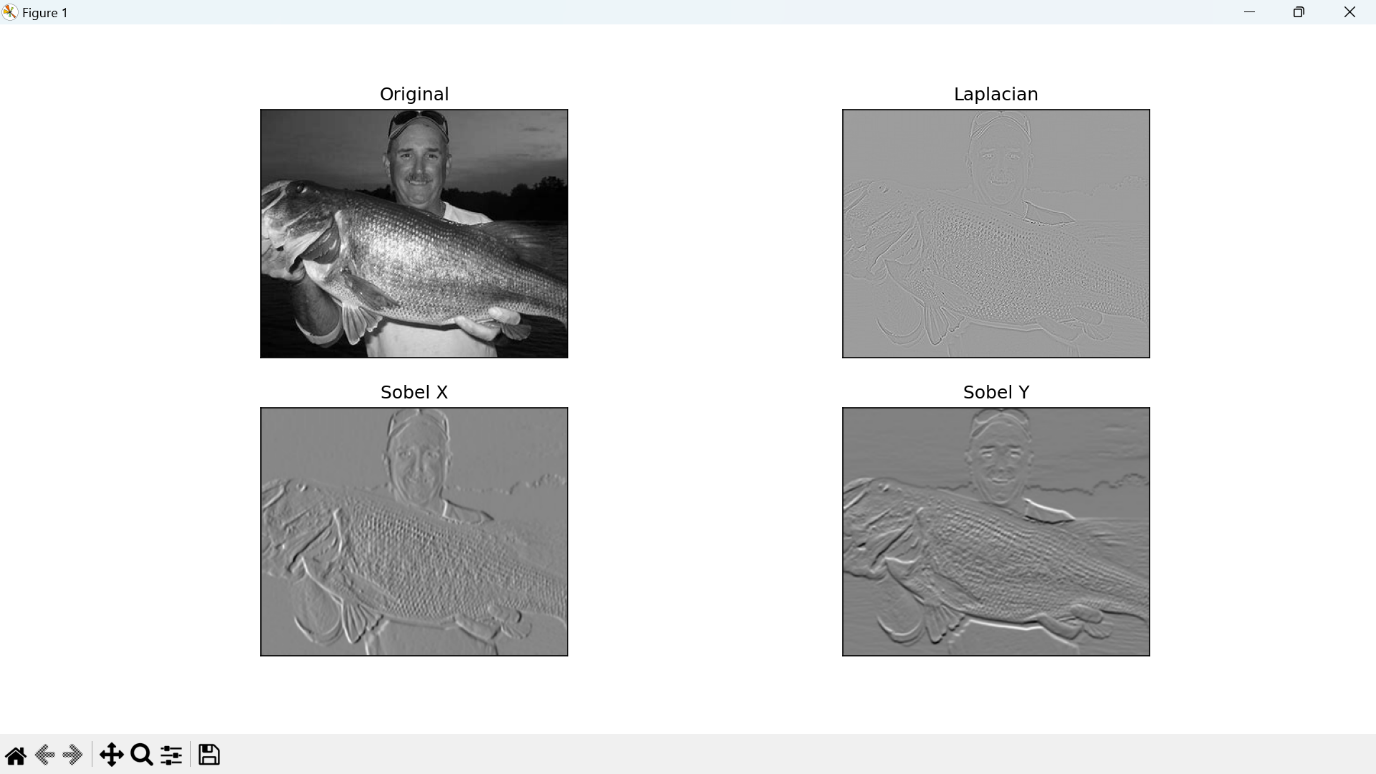 Figure 1
Original
Laplacian
Sobel X
Sobel Y